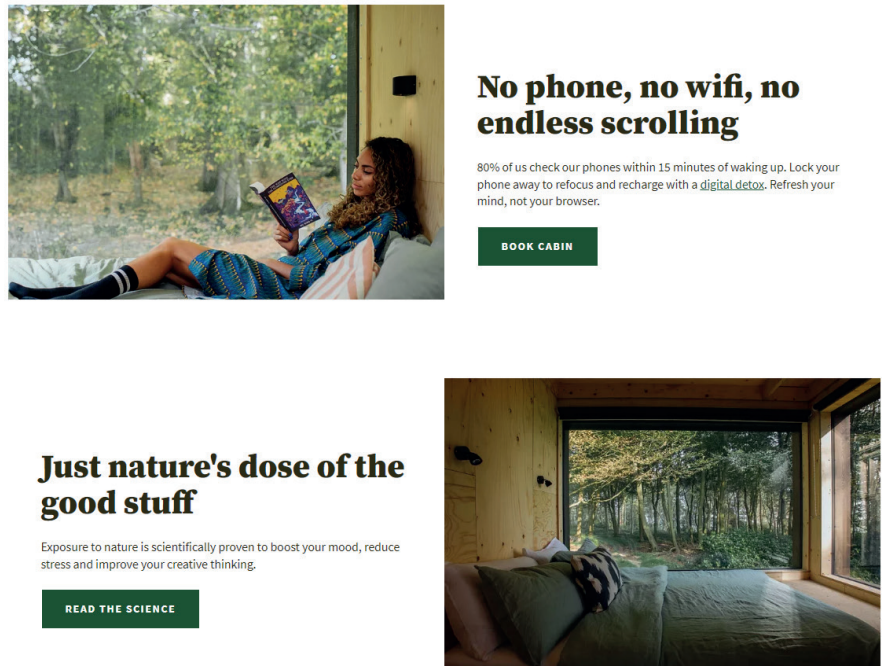 No phone, no wifi, no
endless scrolling
80% of us check our phones within 15 minutes of waking up. Lock your
phone away to refocus and recharge with a digital detox. Refresh your
mind, not your browser.
BOOK CABIN
Just nature's dose of the
good stuff
Exposure to nature is scientifically proven to boost your mood, reduce
stress and improve your creative thinking.
READ THE SCIENCE